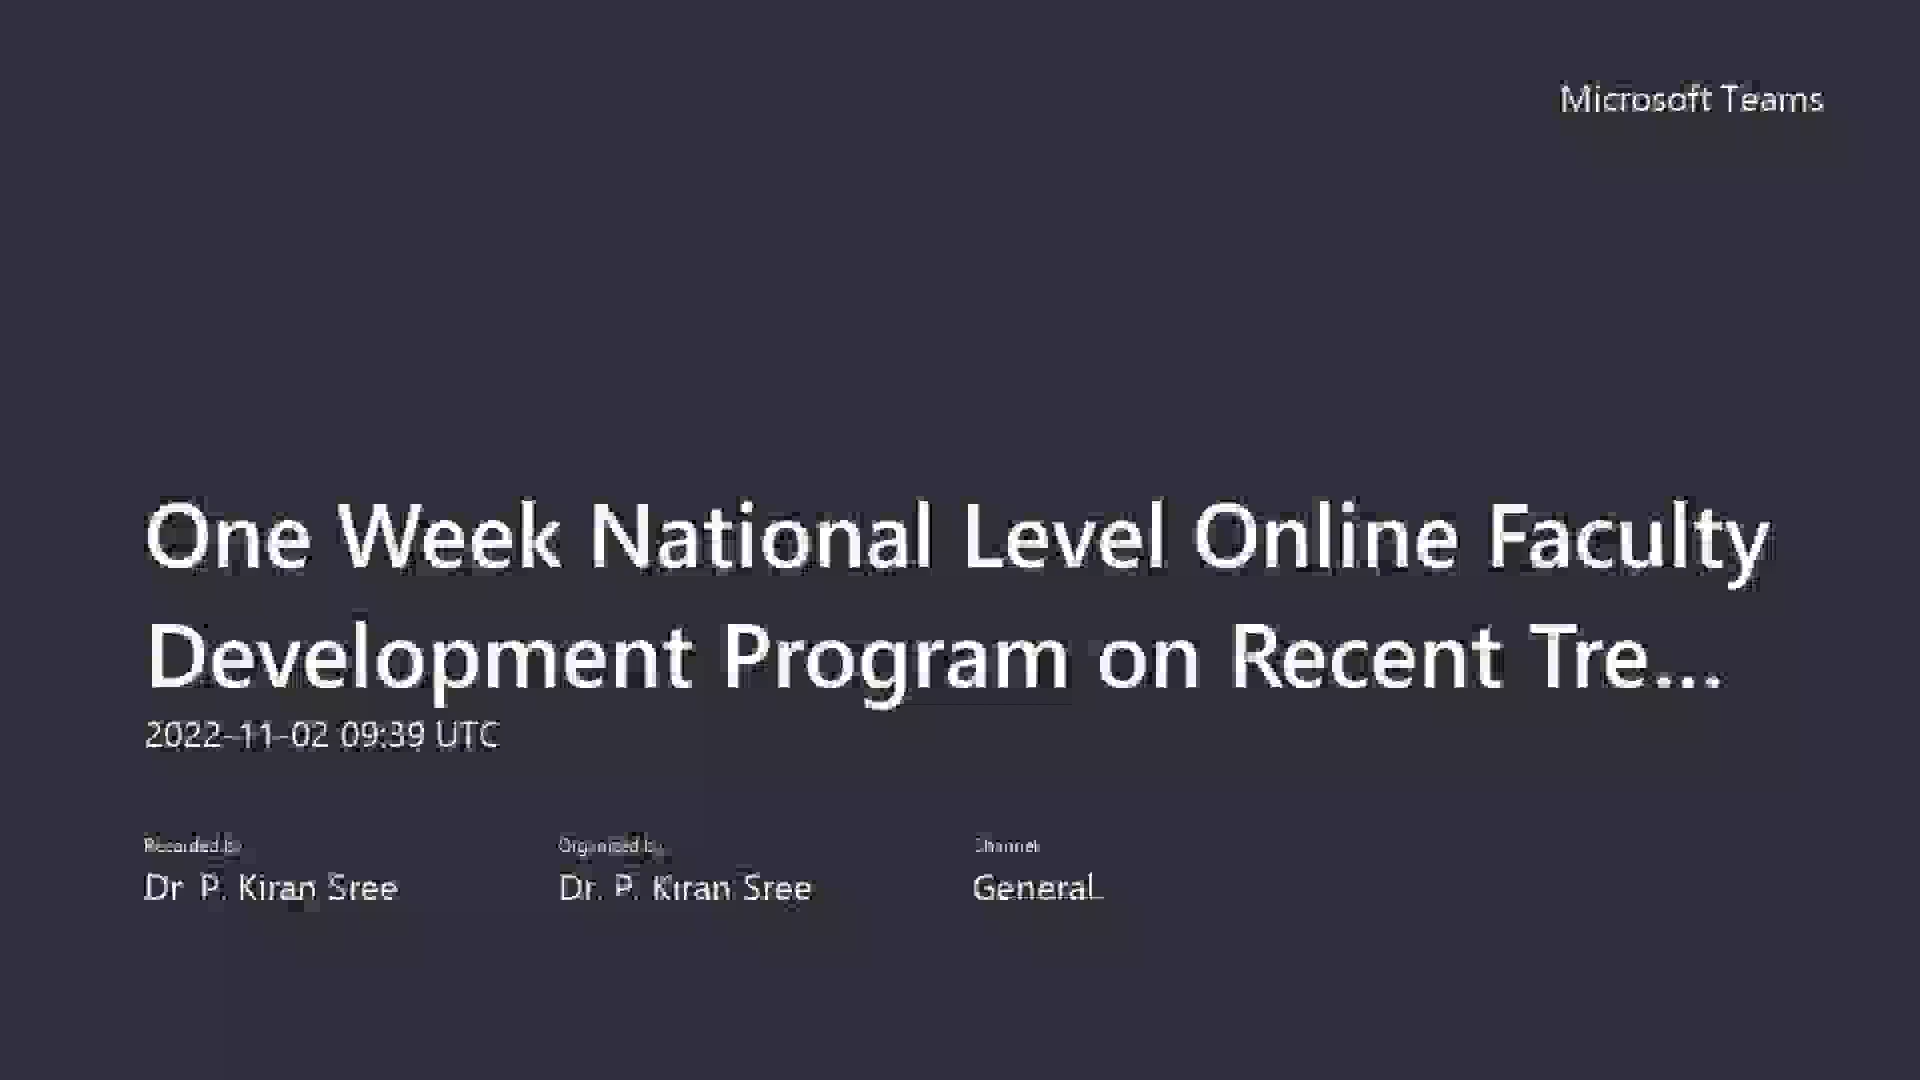 Microsoft Teams
One Week National Level Online Faculty
Development Program on Recent Tre...
2022-11-02 09:39 UTC
Recorded by
Organized by
Channel
Dr. P. Kiran Sree
Dr. P. Kiran Sree
General